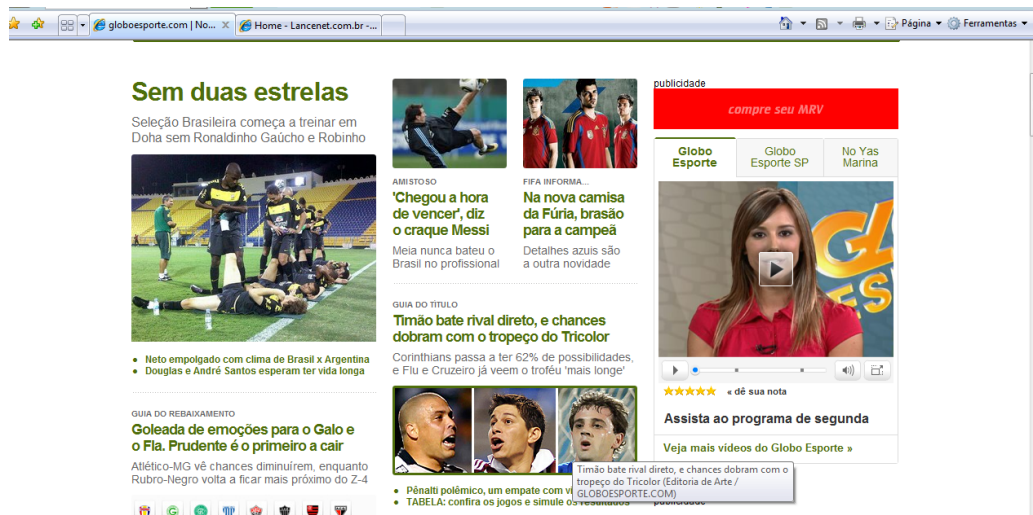 globoesporte.com | No...
Home - Lancenet.com.br -...
Página
Ferramentas
Sem duas estrelas
Seleção Brasileira começa a treinar em
Doha sem Ronaldinho Gaúcho e Robinho
Neto empolgado com clima de Brasil x Argentina
Douglas e André Santos esperam ter vida longa
GUIA DO REBAIXAMENTO
Goleada de emoções para o Galo e
o Fla. Prudente é o primeiro a cair
Atlético-MG vê chances diminuírem, enquanto
Rubro-Negro volta a ficar mais próximo do Z-4
AMISTOSO
'Chegou a hora
de vencer', diz
o craque Messi
Meia nunca bateu o
Brasil no profissional
FIFA INFORMA...
Na nova camisa
da Fúria, brasão
para a campeã
Detalhes azuis são
a outra novidade
GUIA DO TÍTULO
Timão bate rival direto, e chances
dobram com o tropeço do Tricolor
Corinthians passa a ter 62% de possibilidades,
e Flu e Cruzeiro já veem o troféu 'mais longe'
Timão bate rival direto, e chances dobram com o
tropeço do Tricolor (Editoria de Arte /
GLOBOESPORTE.COM)
Pênalti polêmico, um empate com
TABELA: confira os jogos e simule os resultados
publicidade
compre seu MRV
Globo
Esporte
Globo
Esporte SP
No Yas
Marina
« dê sua nota
Assista ao programa de segunda
Veja mais vídeos do Globo Esporte »
publicidade